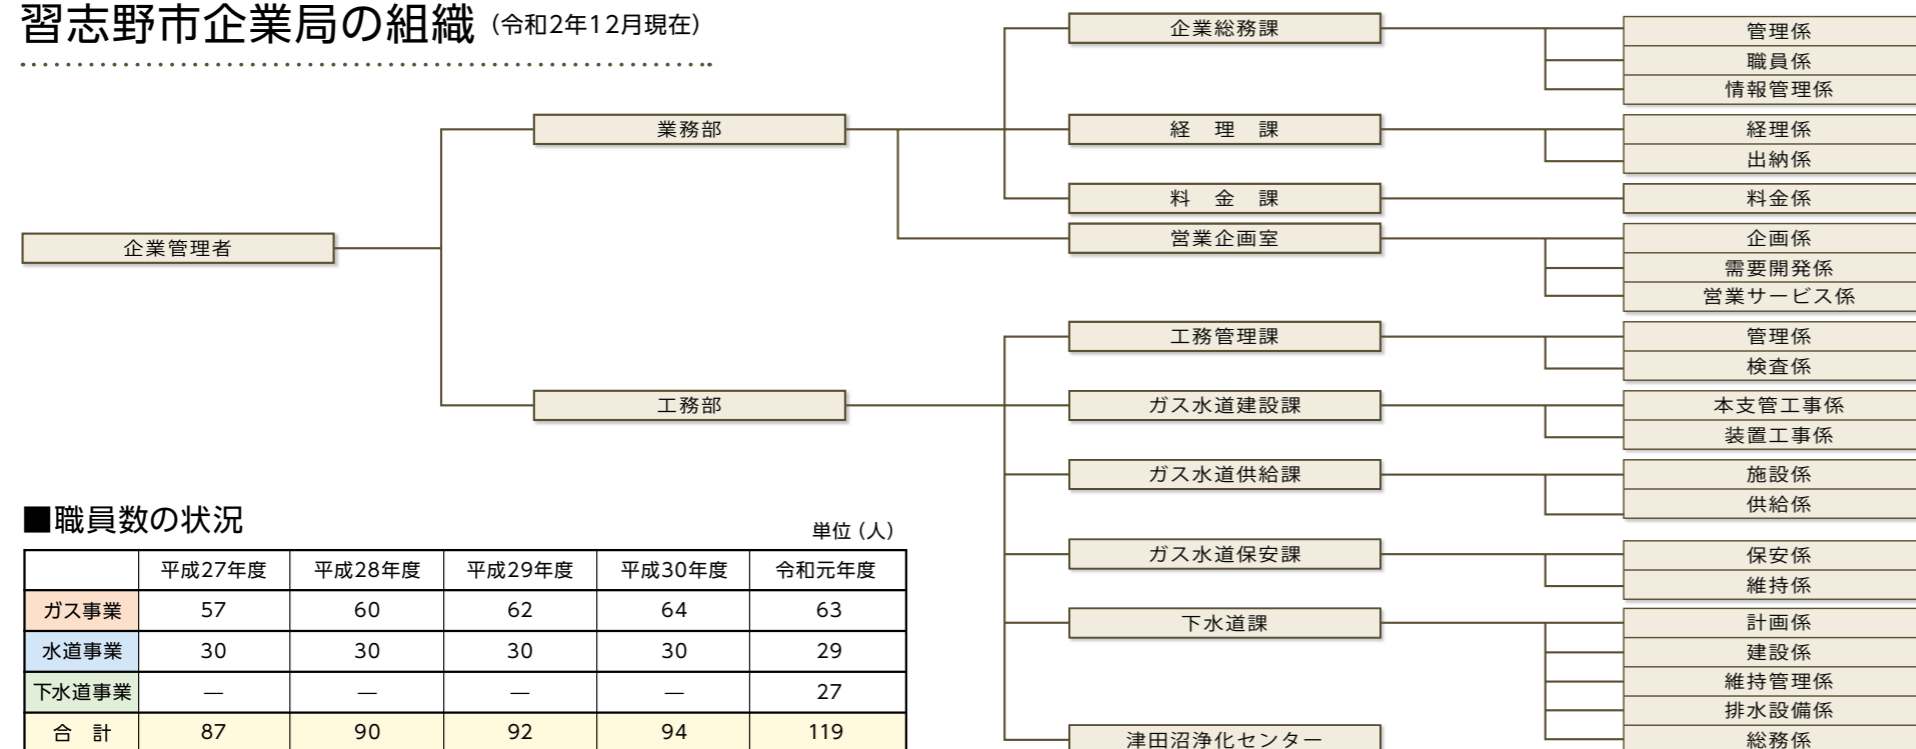 習志野市企業局の組織（令和2年12月現在）
企業管理者
業務部
企業総務課
管理係
職員係
情報管理係
経　理　課
経理係
出納係
料　金　課
料金係
営業企画室
企画係
需要開発係
営業サービス係
工務部
工務管理課
管理係
検査係
ガス水道建設課
本支管工事係
装置工事係
ガス水道供給課
施設係
供給係
ガス水道保安課
保安係
維持係
下水道課
計画係
建設係
維持管理係
排水設備係
総務係
津田沼浄化センター
■職員数の状況
単位（人）
平成27年度 平成28年度 平成29年度 平成30年度 令和元年度
ガス事業 57 60 62 64 63
水道事業 30 30 30 30 29
下水道事業 — — — — 27
合　計 87 90 92 94 119